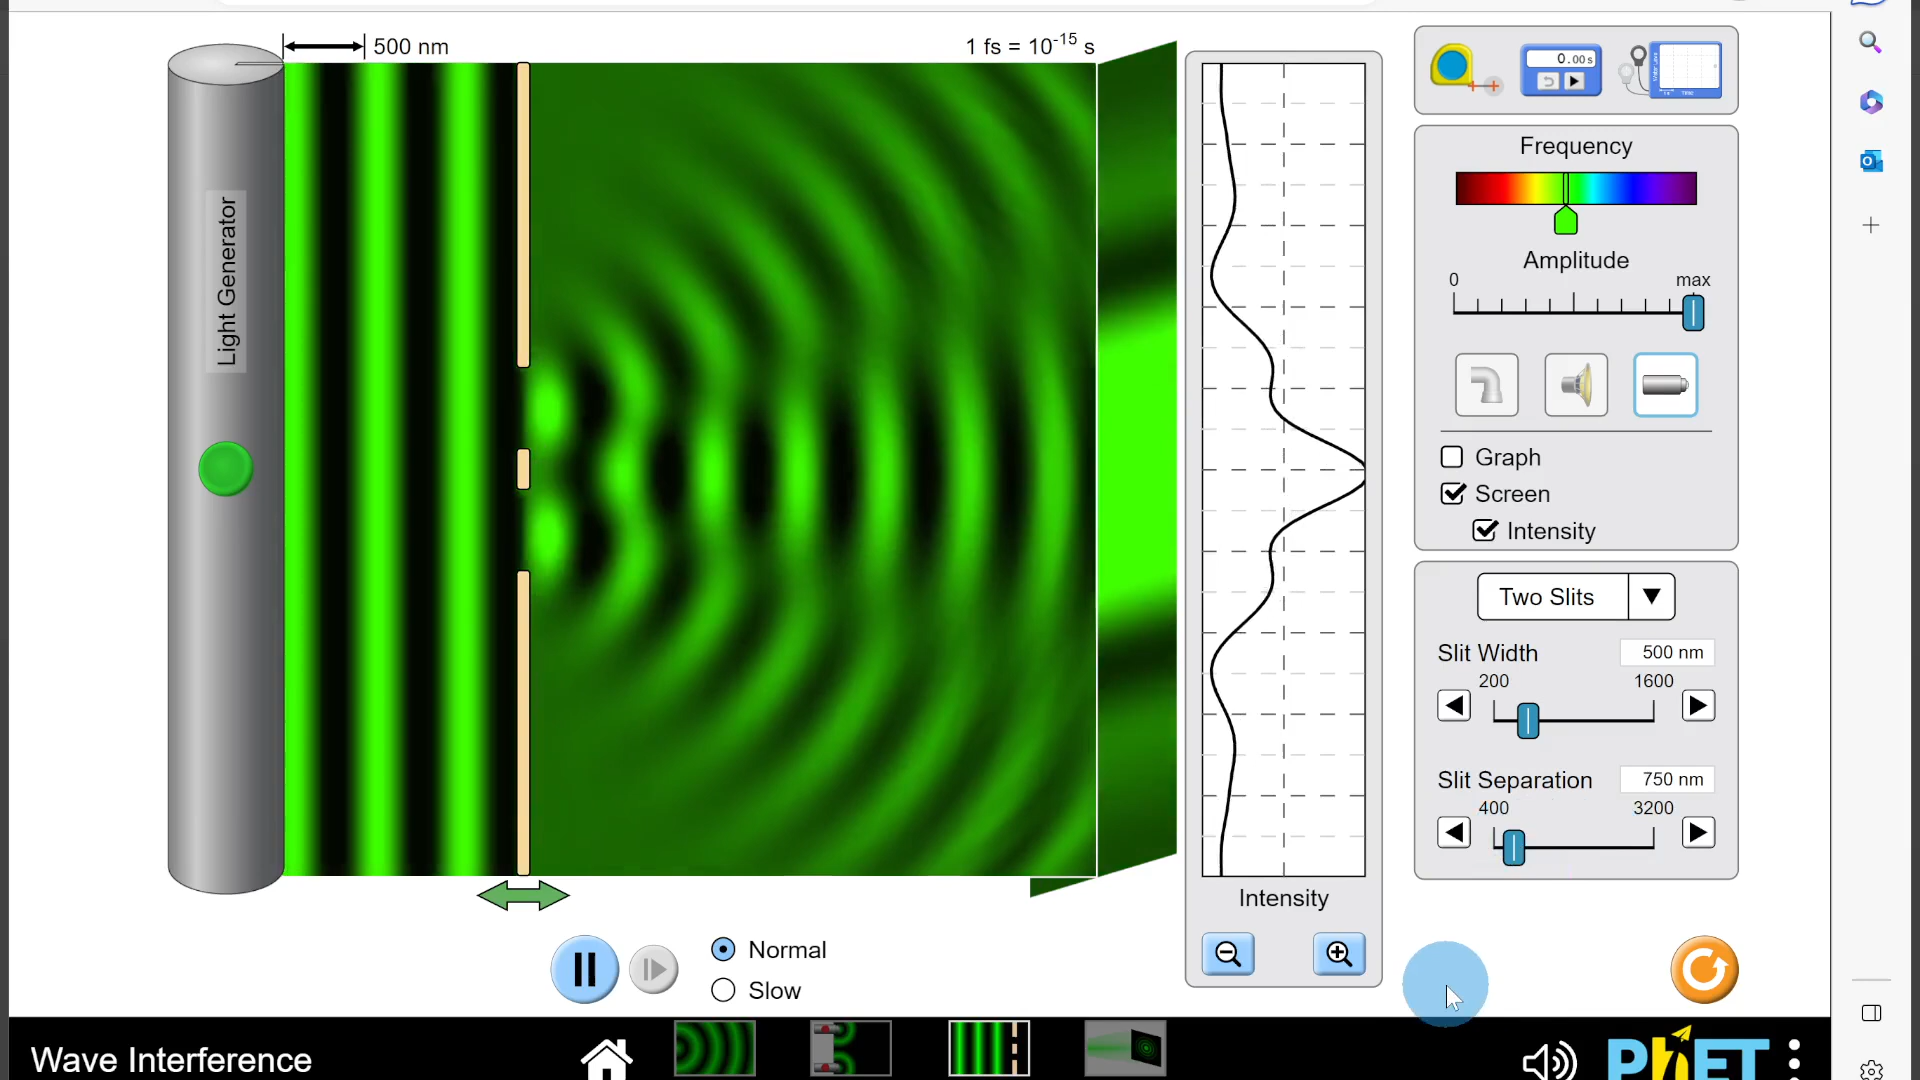 500 nm
1 fs = 10-15 s
Light Generator
0.00s
Frequency
Amplitude
0
max
Graph
Screen
Intensity
Two Slits
Slit Width
500 nm
200
1600
Slit Separation
750 nm
400
3200
Intensity
Normal
Slow
Wave Interference
PhET